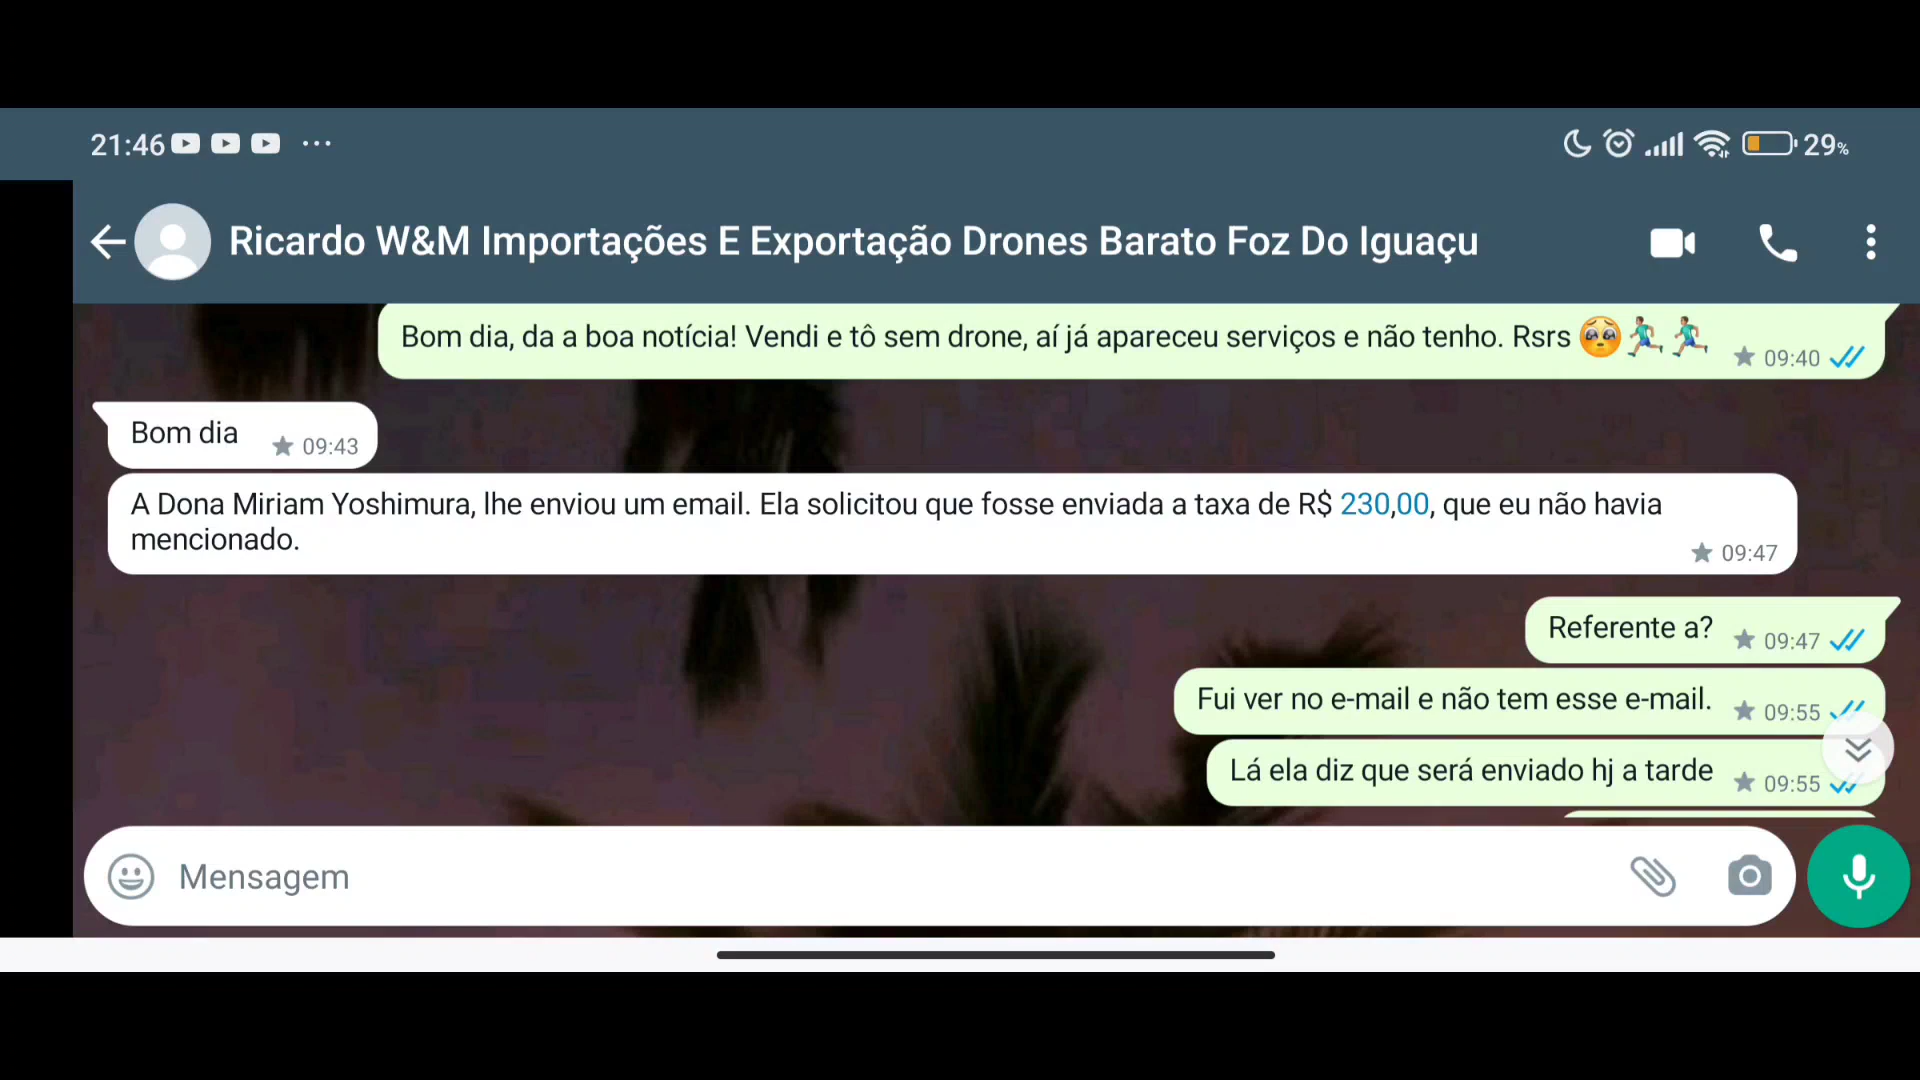 21:46
29%
Ricardo W&M Importações E Exportação Drones Barato Foz Do Iguaçu
Bom dia, da a boa notícia! Vendi e tô sem drone, aí já apareceu serviços e não tenho. Rsrs 🥺🏃🏽‍♂️🏃🏽‍♂️
09:40
Bom dia
09:43
A Dona Miriam Yoshimura, lhe enviou um email. Ela solicitou que fosse enviada a taxa de R$ 230,00, que eu não havia
mencionado.
09:47
Referente a?
09:47
Fui ver no e-mail e não tem esse e-mail.
09:55
Lá ela diz que será enviado hj a tarde
09:55
Mensagem